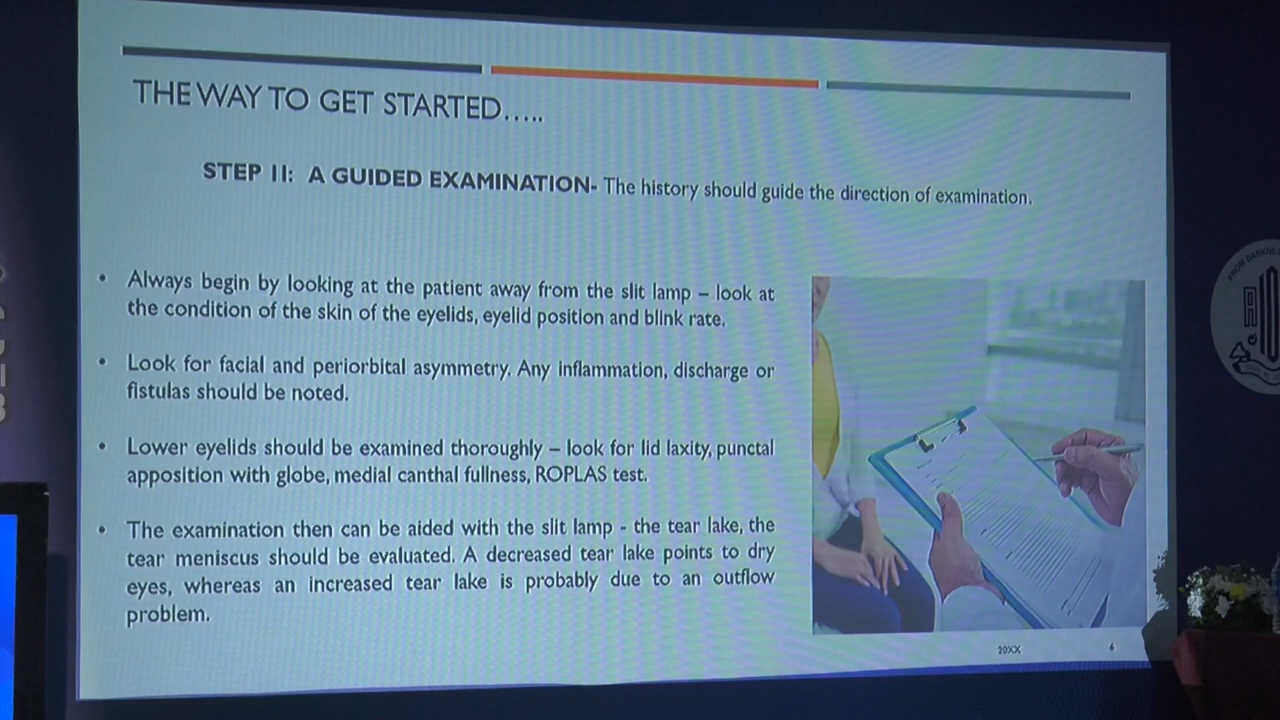 THE WAY TO GET STARTED.....
STEP II: A GUIDED EXAMINATION- The history should guide the direction of examination.
• Always begin by looking at the patient away from the slit lamp – look at
the condition of the skin of the eyelids, eyelid position and blink rate.
• Look for facial and periorbital asymmetry. Any inflammation, discharge or
fistulas should be noted.
• Lower eyelids should be examined thoroughly – look for lid laxity, punctal
apposition with globe, medial canthal fullness, ROPLAS test.
• The examination then can be aided with the slit lamp - the tear lake, the
tear meniscus should be evaluated. A decreased tear lake points to dry
eyes, whereas an increased tear lake is probably due to an outflow
problem.
20XX
6
FROM DARKNE